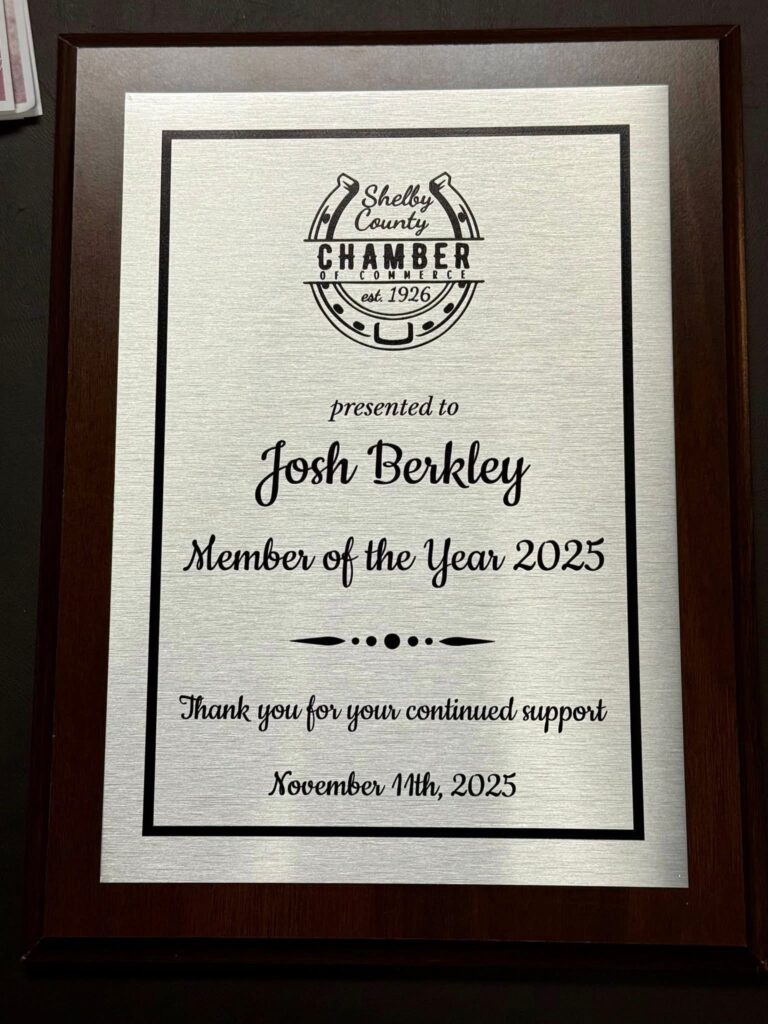 Shelby
County
CHAMBER
OF COMMERCE
est. 1926
presented to
Josh Berkley
Member of the Year 2025
Thank you for your continued support
November 11th, 2025